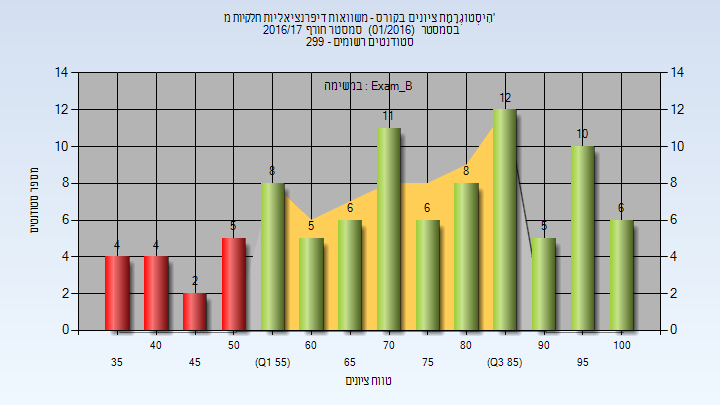 היסטוגרמת ציונים בקורס - משוואות דיפרנציאליות חלקיות מ'
בסמסטר (01/2016) סמסטר חורף 2016/17
סטודנטים רשומים - 299
במשימה : Exam_B
מספר סטודנטים
14 14
12 12
10 10
8 8
6 6
4 4
2 2
0 0
4 4 2 5 8 5 6 11 6 8 12 5 10 6
40 50 60 70 80 90 100
35 45 (Q1 55) 65 75 (Q3 85) 95
טווח ציונים